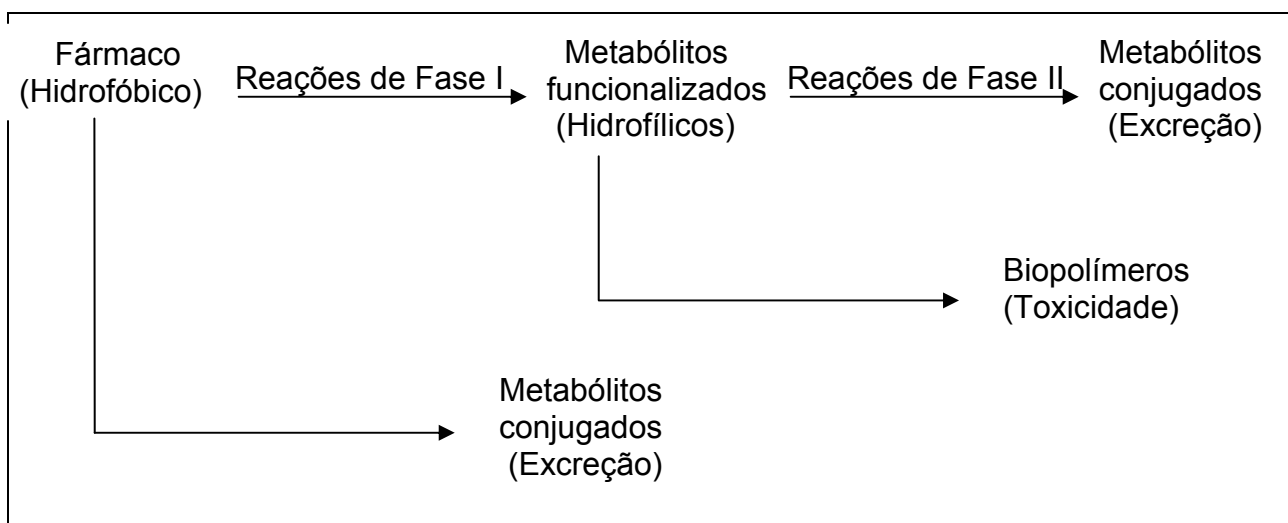 Fármaco
(Hidrofóbico)
Reações de Fase I
Metabólitos
funcionalizados
(Hidrofílicos)
Reações de Fase II
Metabólitos
conjugados
(Excreção)
Biopolímeros
(Toxicidade)
Metabólitos
conjugados
(Excreção)